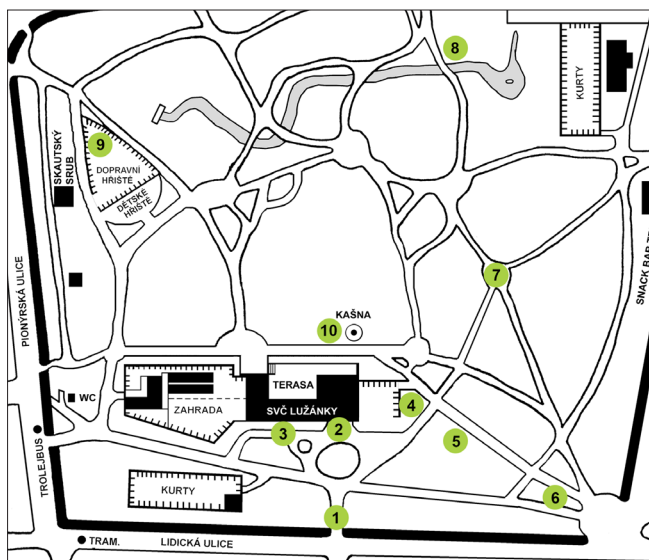 8
KURTY
9
DOPRAVNÍ
HŘIŠTĚ
DĚTSKÉ
HŘIŠTĚ
SKAUTSKÝ
SRUB
PIONÝRSKÁ ULICE
7
SNACK BAR
KAŠNA
10
TERASA
WC
ZAHRADA
SVČ LUŽÁNKY
4
3
2
5
TROLEJBUS
KURTY
6
1
TRAM.
LIDICKÁ ULICE